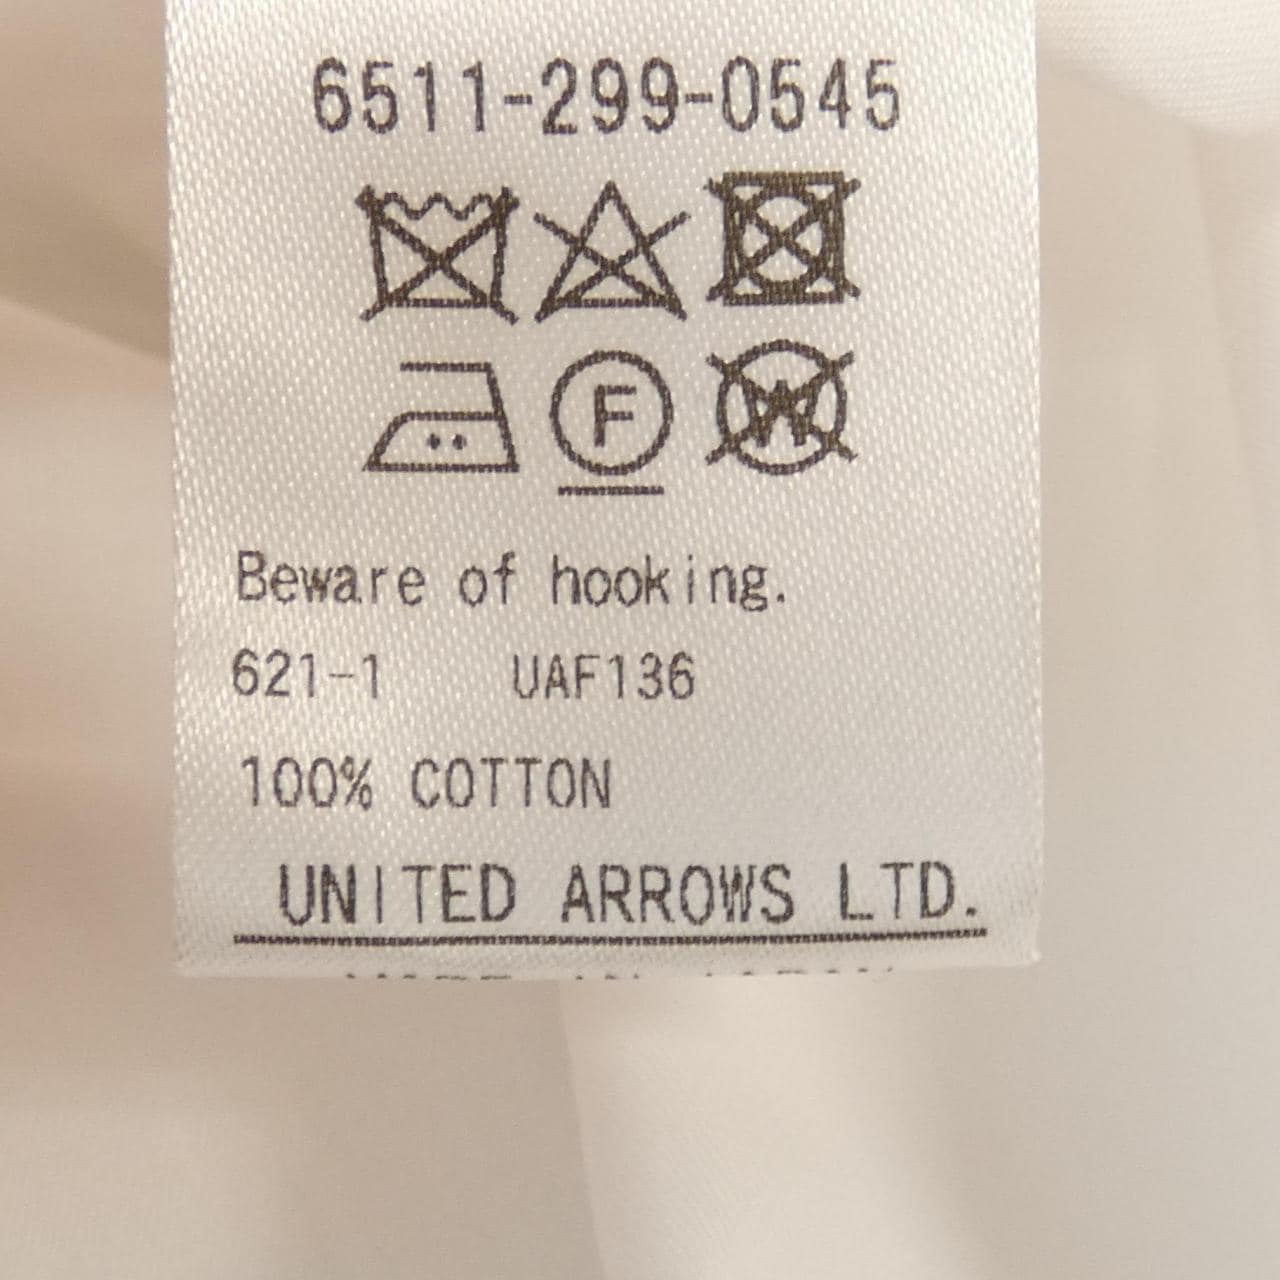 6511-299-0545
F W
Beware of hooking.
621-1 UAF136
100% COTTON
UNITED ARROWS LTD.